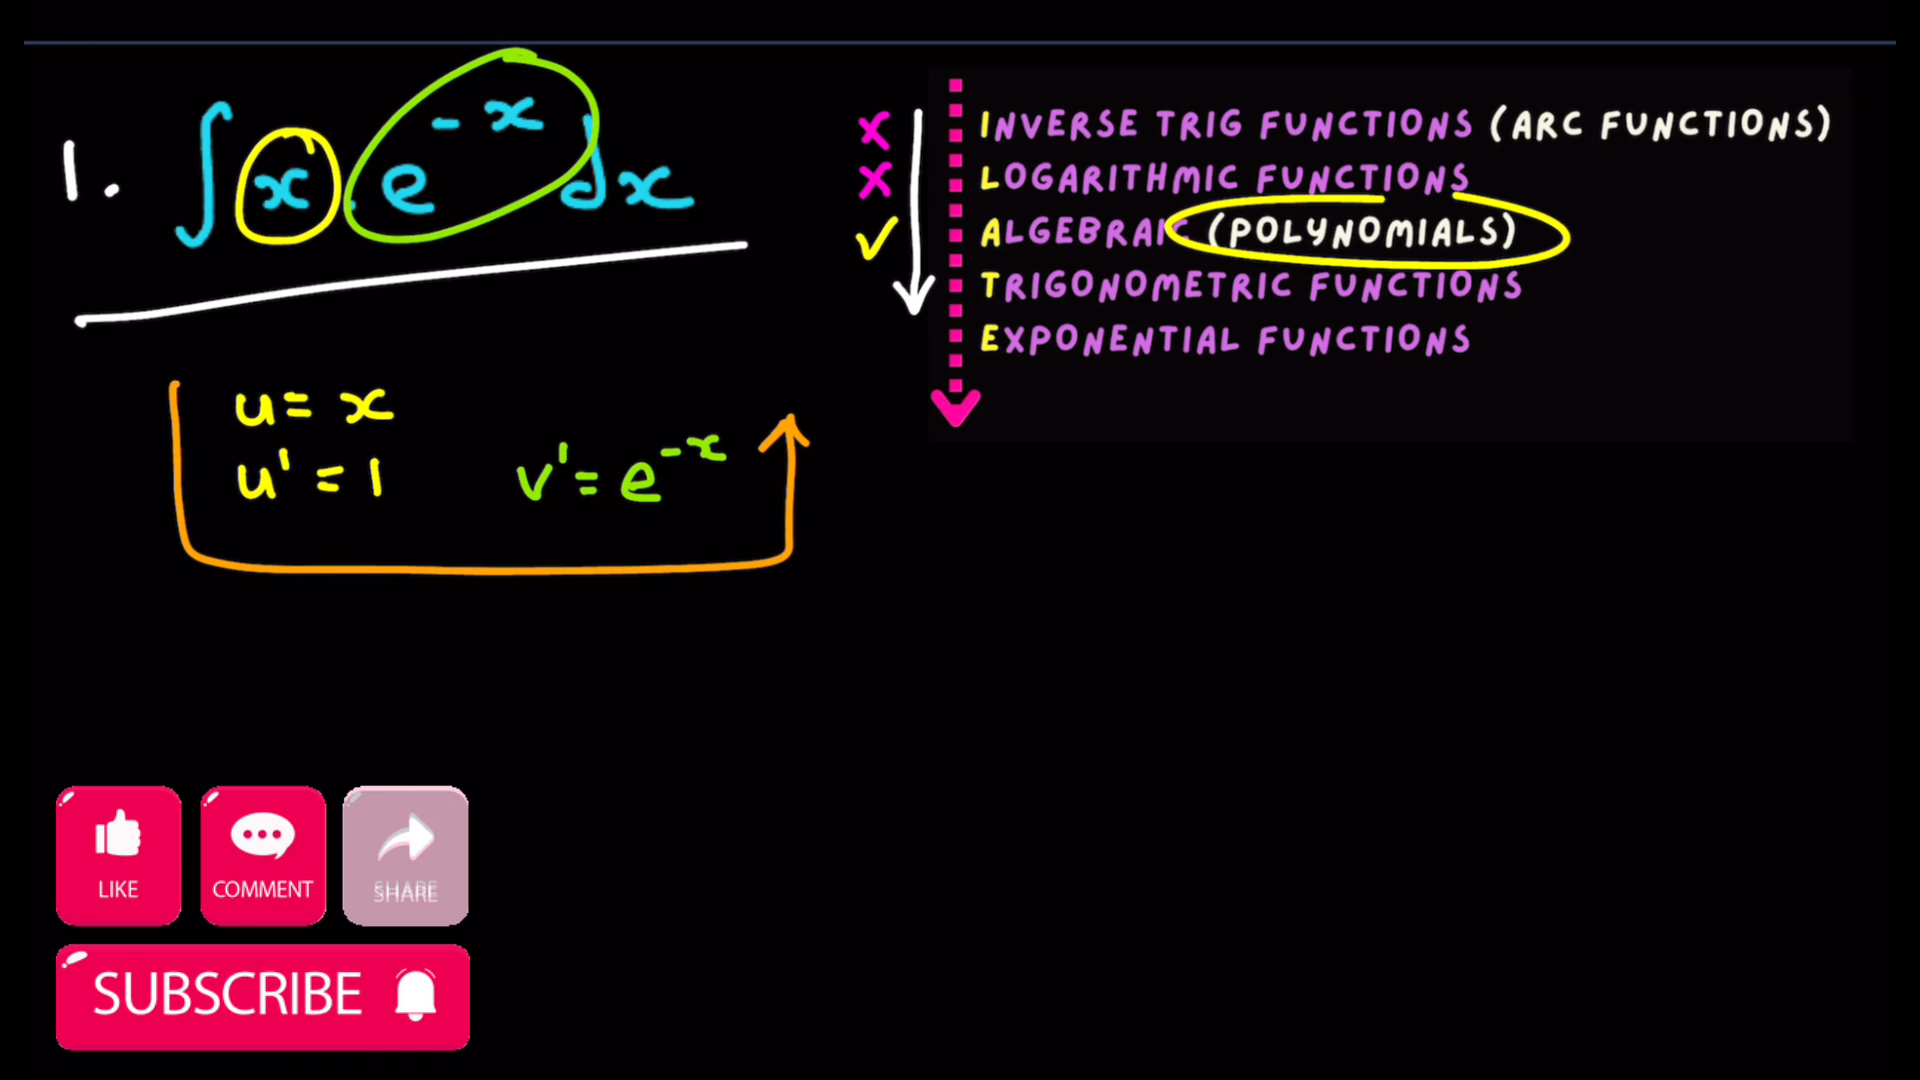 1. ∫ x . e^{-x} dx
X INVERSE TRIG FUNCTIONS (ARC FUNCTIONS)
X LOGARITHMIC FUNCTIONS
✓ ALGEBRAIC (POLYNOMIALS)
TRIGONOMETRIC FUNCTIONS
EXPONENTIAL FUNCTIONS
u = x
u' = 1 v' = e^{-x}
LIKE COMMENT SHARE
SUBSCRIBE